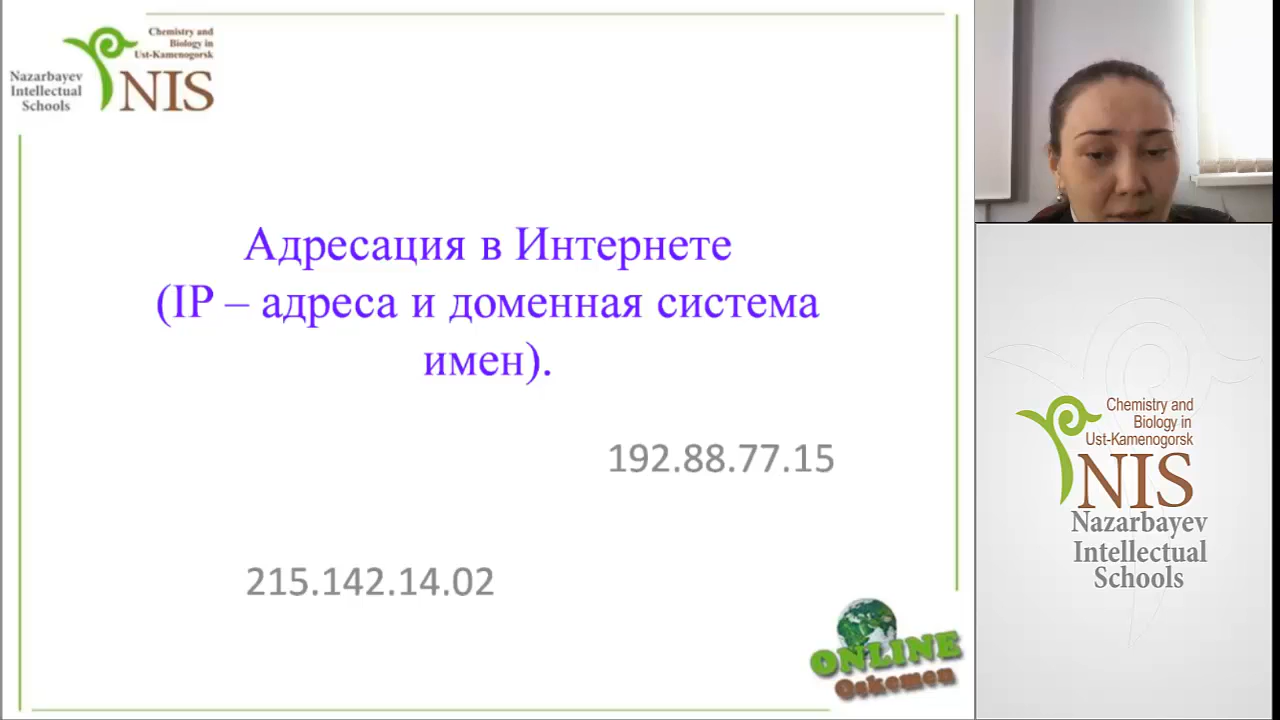 Chemistry and
Biology in
Ust-Kamenogorsk
Nazarbayev
Intellectual
Schools
NIS
Адресация в Интернете
(IP – адреса и доменная система
имен).
192.88.77.15
215.142.14.02
ONLINE
Oskemen
Chemistry and
Biology in
Ust-Kamenogorsk
NIS
Nazarbayev
Intellectual
Schools